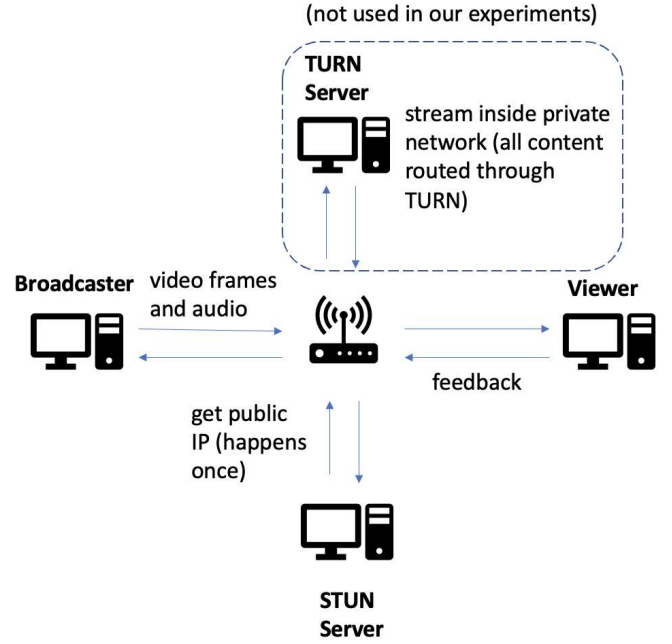 (not used in our experiments)
TURN
Server
stream inside private
network (all content
routed through
TURN)
Broadcaster
video frames
and audio
Viewer
feedback
get public
IP (happens
once)
STUN
Server